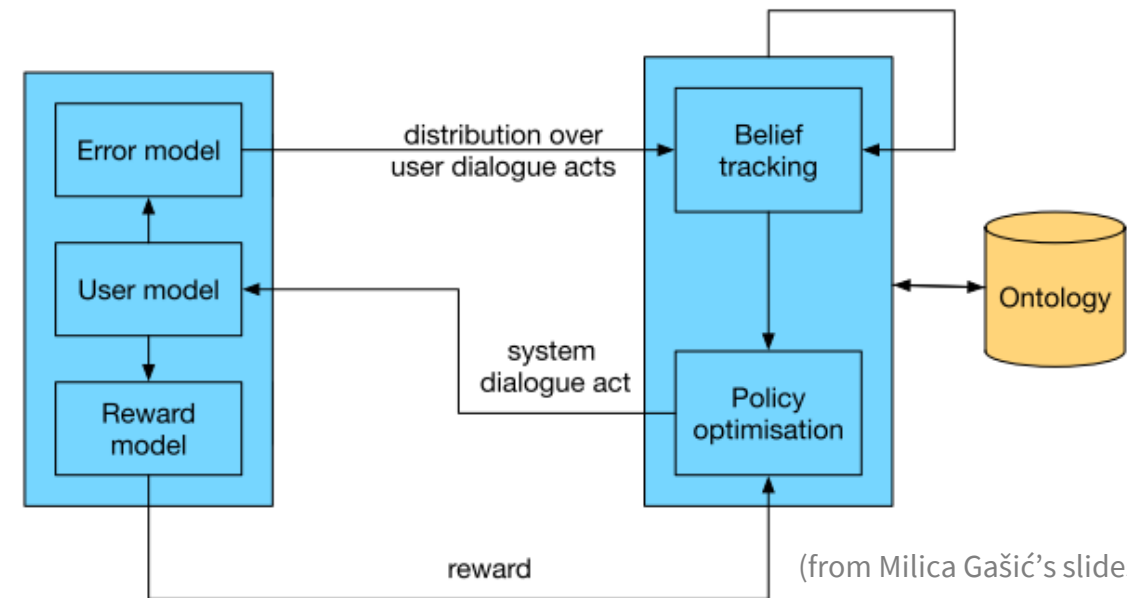 Error model
User model
Reward
model
distribution over
user dialogue acts
system
dialogue act
reward
Belief
tracking
Policy
optimisation
Ontology
(from Milica Gašić’s slide